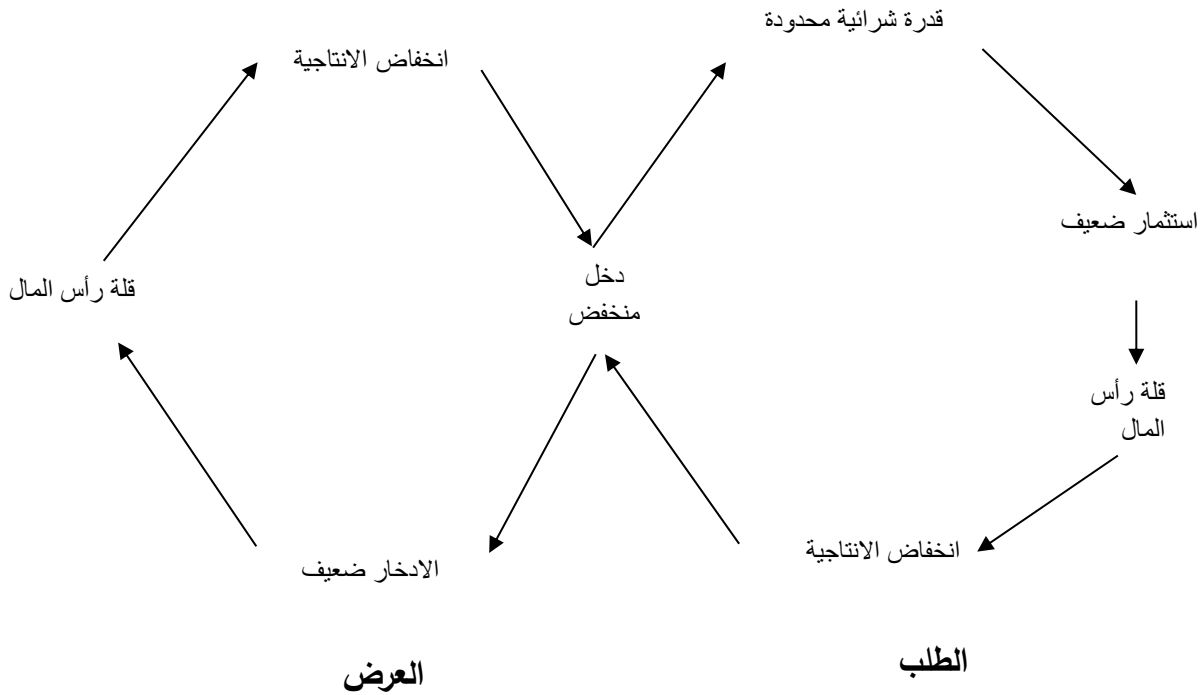 قدرة شرائية محدودة
انخفاض الانتاجية
استثمار ضعيف
دخل
منخفض
قلة رأس المال
قلة رأس
المال
انخفاض الانتاجية
الادخار ضعيف
الطلب
العرض